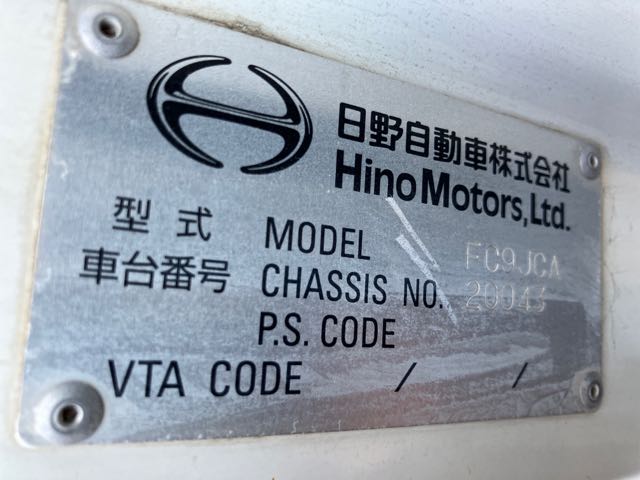 日野自動車株式会社
Hino Motors, Ltd.
型式 MODEL FC9JCA
車台番号 CHASSIS NO. 20043
P.S. CODE
VTA CODE / /